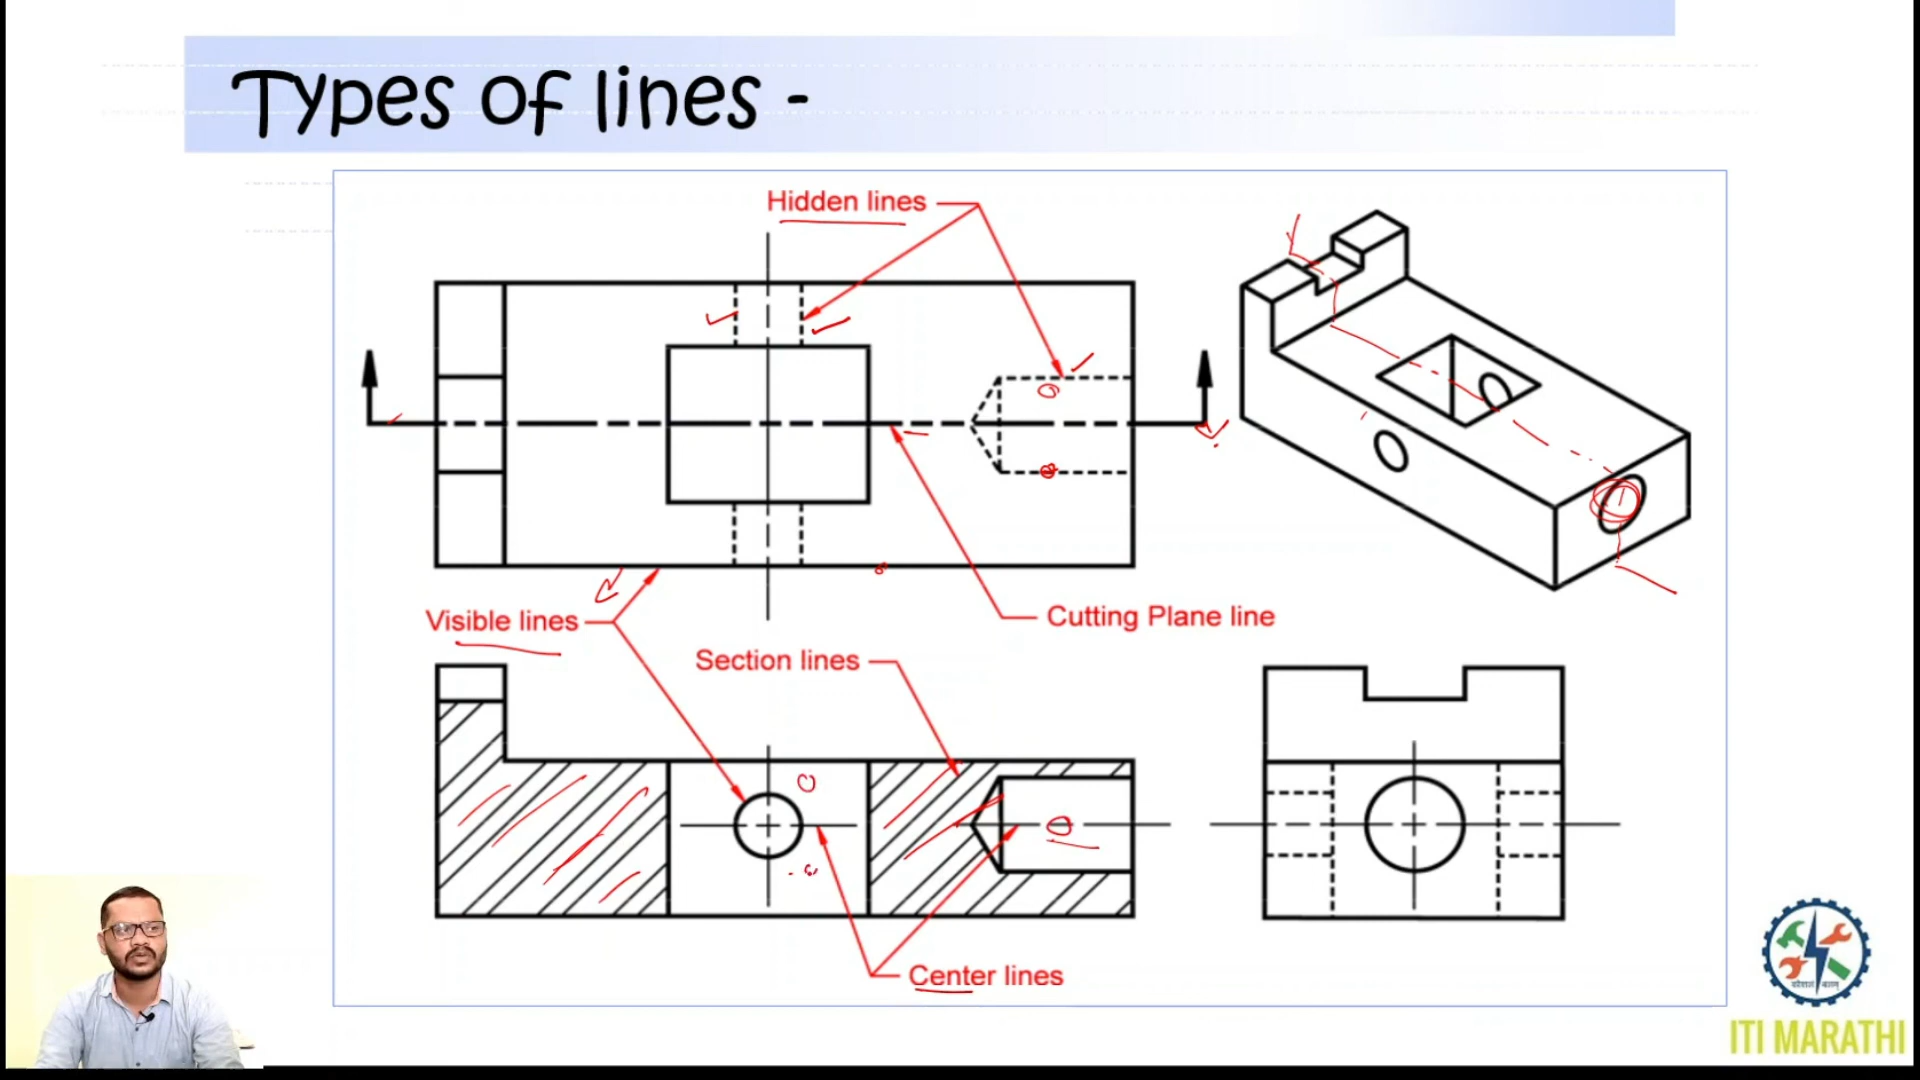 Types of lines -
Hidden lines
Visible lines
Cutting Plane line
Section lines
Center lines
ITI MARATHI